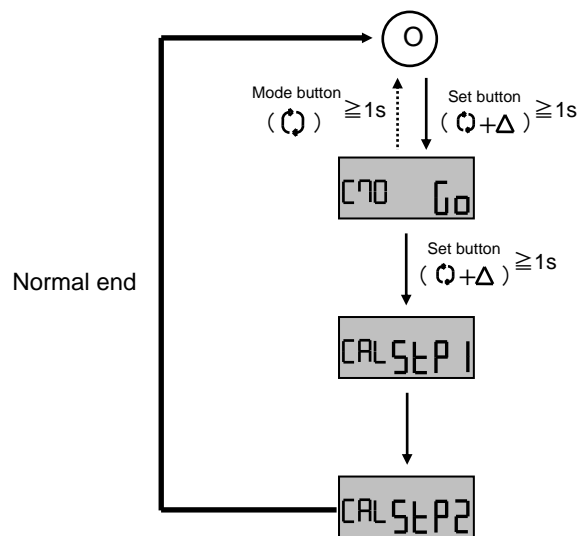 O
Mode button
( 🗘 ) ≧1s
Set button
( 🗘+△ ) ≧1s
C70 Go
Set button
( 🗘+△ ) ≧1s
Normal end
CAL StP1
CAL StP2